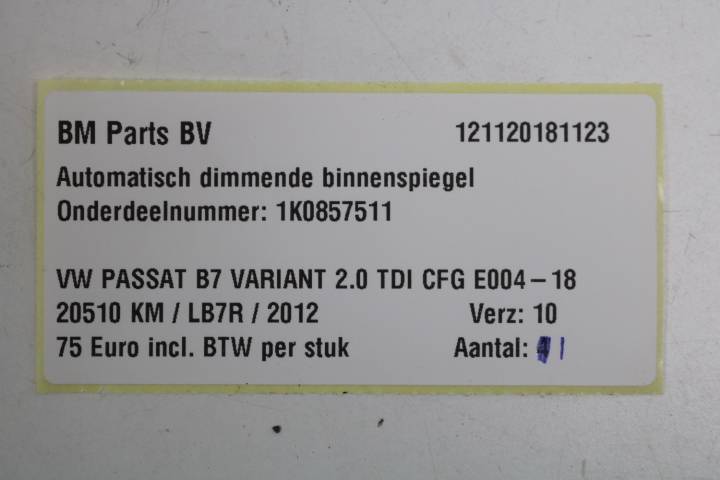 BM Parts BV 121120181123
Automatisch dimmende binnenspiegel
Onderdeelnummer: 1K0857511
VW PASSAT B7 VARIANT 2.0 TDI CFG E004-18
20510 KM / LB7R / 2012 Verz: 10
75 Euro incl. BTW per stuk Aantal: 1